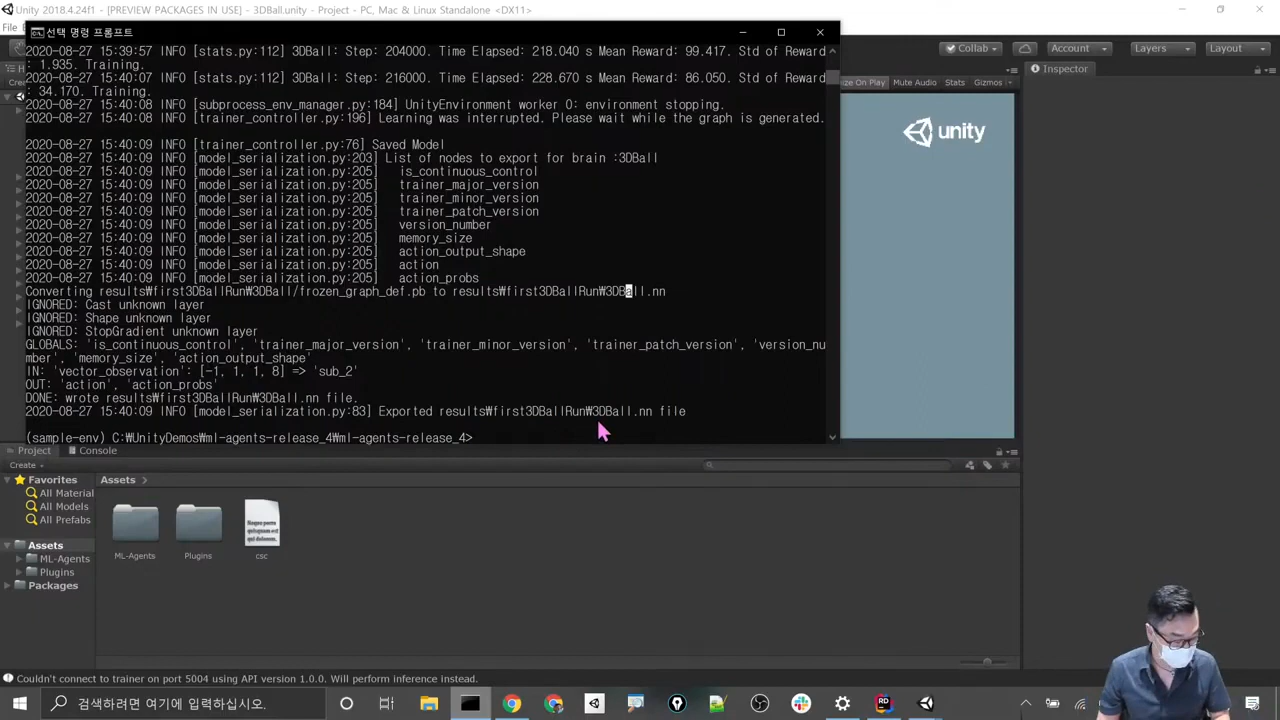 Unity 2018.4.24f1 - [PREVIEW PACKAGES IN USE] - 3DBall.unity - Project - PC, Mac & Linux Standalone <DX11>
File
선택 명령 프롬프트
Collab
Account
Layers
Layout
2020-08-27 15:39:57 INFO [stats.py:112] 3DBall: Step: 204000. Time Elapsed: 218.040 s Mean Reward: 99.417. Std of Reward
: 1.935. Training.
2020-08-27 15:40:07 INFO [stats.py:112] 3DBall: Step: 216000. Time Elapsed: 228.670 s Mean Reward: 86.050. Std of Reward
: 34.170. Training.
2020-08-27 15:40:08 INFO [subprocess_env_manager.py:184] UnityEnvironment worker 0: environment stopping.
2020-08-27 15:40:08 INFO [trainer_controller.py:196] Learning was interrupted. Please wait while the graph is generated.
2020-08-27 15:40:09 INFO [trainer_controller.py:76] Saved Model
2020-08-27 15:40:09 INFO [model_serialization.py:203] List of nodes to export for brain :3DBall
2020-08-27 15:40:09 INFO [model_serialization.py:205] is_continuous_control
2020-08-27 15:40:09 INFO [model_serialization.py:205] trainer_major_version
2020-08-27 15:40:09 INFO [model_serialization.py:205] trainer_minor_version
2020-08-27 15:40:09 INFO [model_serialization.py:205] trainer_patch_version
2020-08-27 15:40:09 INFO [model_serialization.py:205] version_number
2020-08-27 15:40:09 INFO [model_serialization.py:205] memory_size
2020-08-27 15:40:09 INFO [model_serialization.py:205] action_output_shape
2020-08-27 15:40:09 INFO [model_serialization.py:205] action
2020-08-27 15:40:09 INFO [model_serialization.py:205] action_probs
Converting results₩first3DBallRun₩3DBall/frozen_graph_def.pb to results₩first3DBallRun₩3DBall.nn
IGNORED: Cast unknown layer
IGNORED: Shape unknown layer
IGNORED: StopGradient unknown layer
GLOBALS: 'is_continuous_control', 'trainer_major_version', 'trainer_minor_version', 'trainer_patch_version', 'version_nu
mber', 'memory_size', 'action_output_shape'
IN: 'vector_observation': [-1, 1, 1, 8] => 'sub_2'
OUT: 'action', 'action_probs'
DONE: wrote results₩first3DBallRun₩3DBall.nn file.
2020-08-27 15:40:09 INFO [model_serialization.py:83] Exported results₩first3DBallRun₩3DBall.nn file
(sample-env) C:₩UnityDemos₩ml-agents-release_4₩ml-agents-release_4>
Inspector
ze On Play
Mute Audio
Stats
Gizmos
unity
Project
Console
Create
Favorites
All Material
All Models
All Prefabs
Assets
ML-Agents
Plugins
Packages
Assets
ML-Agents
Plugins
csc
Couldn't connect to trainer on port 5004 using API version 1.0.0. Will perform inference instead.
검색하려면 여기에 입력하십시오.
RD